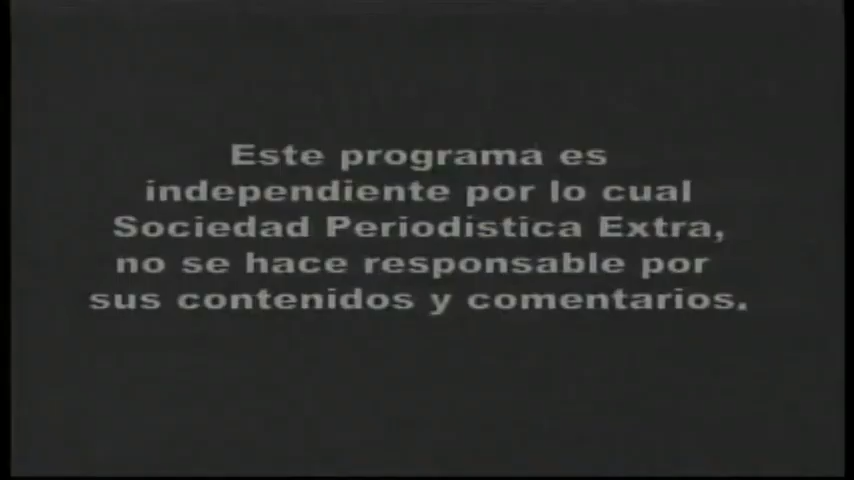 Este programa es
independiente por lo cual
Sociedad Periodistica Extra,
no se hace responsable por
sus contenidos y comentarios.